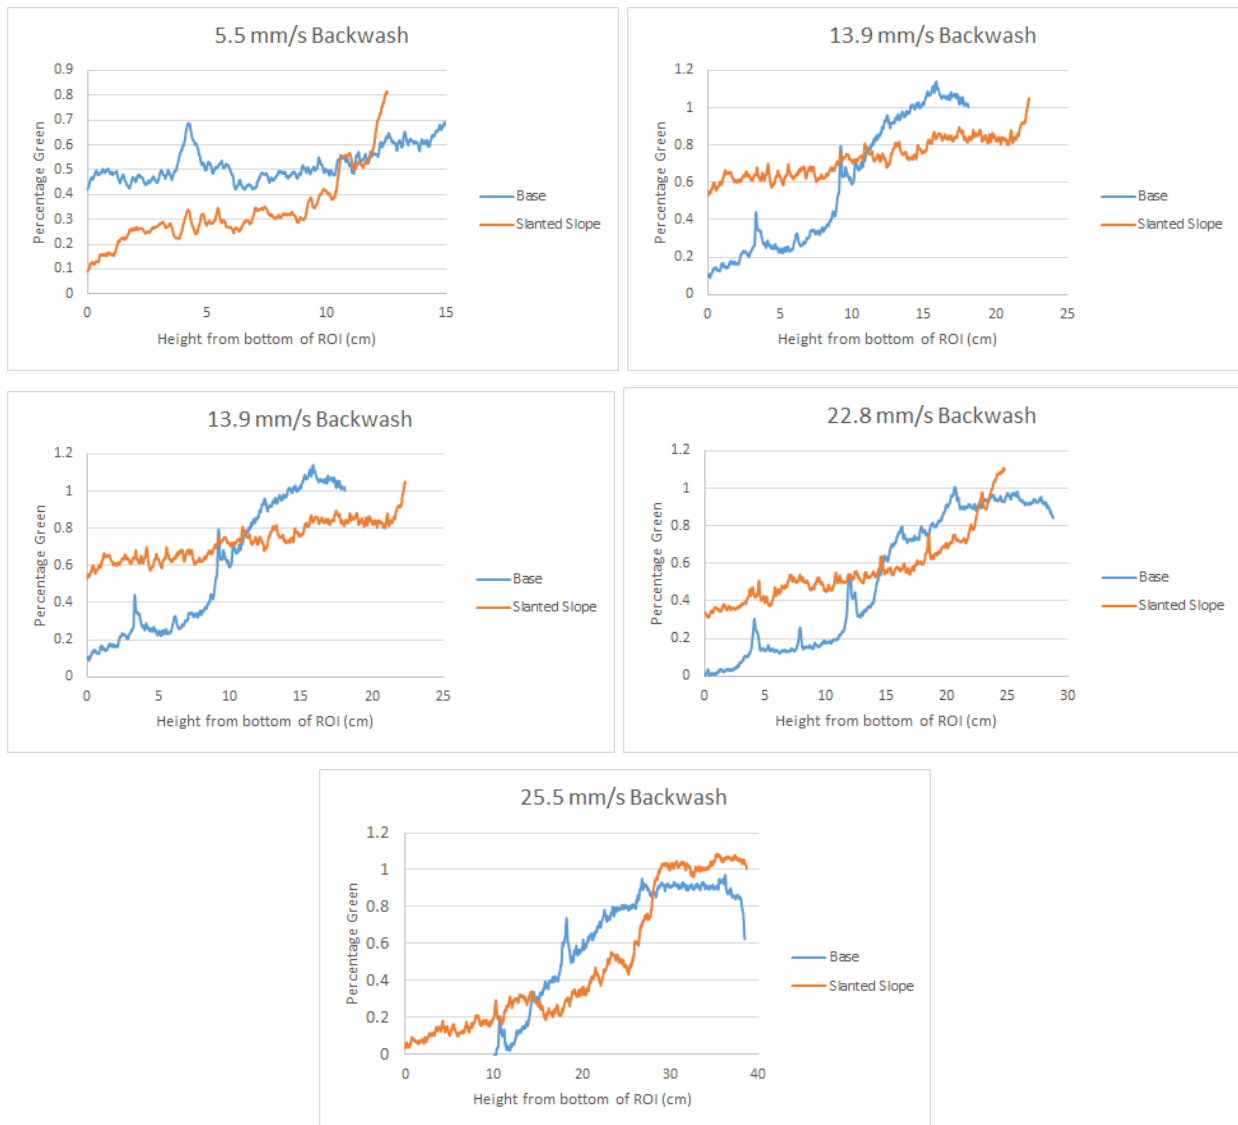 5.5 mm/s Backwash
Percentage Green
0.9
0.8
0.7
0.6
0.5
0.4
0.3
0.2
0.1
0
0 5 10 15
Height from bottom of ROI (cm)
Base
Slanted Slope
13.9 mm/s Backwash
Percentage Green
1.2
1
0.8
0.6
0.4
0.2
0
0 5 10 15 20 25
Height from bottom of ROI (cm)
Base
Slanted Slope
13.9 mm/s Backwash
Percentage Green
1.2
1
0.8
0.6
0.4
0.2
0
0 5 10 15 20 25
Height from bottom of ROI (cm)
Base
Slanted Slope
22.8 mm/s Backwash
Percentage Green
1.2
1
0.8
0.6
0.4
0.2
0
0 5 10 15 20 25 30
Height from bottom of ROI (cm)
Base
Slanted Slope
25.5 mm/s Backwash
Percentage Green
1.2
1
0.8
0.6
0.4
0.2
0
0 10 20 30 40
Height from bottom of ROI (cm)
Base
Slanted Slope